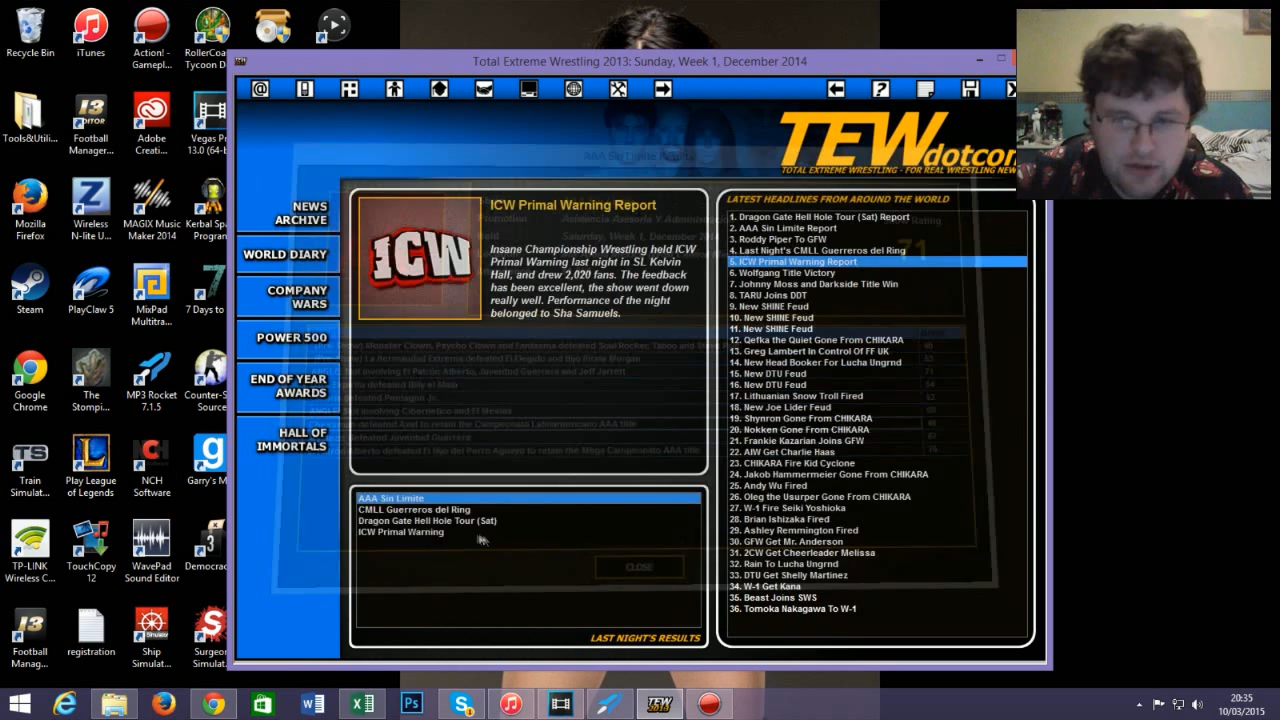 Recycle Bin
iTunes
Action! - Gamepl...
RollerCoa Tycoon D
Tools&Utili...
Football Manager...
Adobe Creati...
Vegas Pr 13.0 (64-b
Mozilla Firefox
Wireless N-lite U...
MAGIX Music Maker 2014
Kerbal Spa Program
Steam
PlayClaw 5
MixPad Multitra...
7 Days to
Google Chrome
The Stompi...
MP3 Rocket 7.1.5
Counter-S Source
Train Simulat...
Play League of Legends
NCH Software
Garry's M
TP-LINK Wireless C...
TouchCopy 12
WavePad Sound Editor
Democrac
Football Manag...
registration
Ship Simulat...
Surgeon Simulat.
Total Extreme Wrestling 2013: Sunday, Week 1, December 2014
TEWdotcom
TOTAL EXTREME WRESTLING - FOR REAL WRESTLING NEW
NEWS ARCHIVE
WORLD DIARY
COMPANY WARS
POWER 500
END OF YEAR AWARDS
HALL OF IMMORTALS
ICW
ICW Primal Warning Report
Insane Championship Wrestling held ICW
Primal Warning last night in SL Kelvin
Hall, and drew 2,020 fans. The feedback
has been excellent, the show went down
really well. Performance of the night
belonged to Sha Samuels.
AAA Sin Limite
CMLL Guerreros del Ring
Dragon Gate Hell Hole Tour (Sat)
ICW Primal Warning
CLOSE
LAST NIGHT'S RESULTS
LATEST HEADLINES FROM AROUND THE WORLD
1. Dragon Gate Hell Hole Tour (Sat) Report
2. AAA Sin Limite Report
3. Roddy Piper To GFW
4. Last Night's CMLL Guerreros del Ring
5. ICW Primal Warning Report
6. Wolfgang Title Victory
7. Johnny Moss and Darkside Title Win
8. TARU Joins DDT
9. New SHINE Feud
10. New SHINE Feud
11. New SHINE Feud
12. Qefka the Quiet Gone From CHIKARA
13. Greg Lambert In Control Of FF UK
14. New Head Booker For Lucha Ungrnd
15. New DTU Feud
16. New DTU Feud
17. Lithuanian Snow Troll Fired
18. New Joe Lider Feud
19. Shynron Gone From CHIKARA
20. Nokken Gone From CHIKARA
21. Frankie Kazarian Joins GFW
22. AIW Get Charlie Haas
23. CHIKARA Fire Kid Cyclone
24. Jakob Hammermeier Gone From CHIKARA
25. Andy Wu Fired
26. Oleg the Usurper Gone From CHIKARA
27. W-1 Fire Seiki Yoshioka
28. Brian Ishizaka Fired
29. Ashley Remmington Fired
30. GFW Get Mr. Anderson
31. 2CW Get Cheerleader Melissa
32. Rain To Lucha Ungrnd
33. DTU Get Shelly Martinez
34. W-1 Get Kana
35. Beast Joins SWS
36. Tomoka Nakagawa To W-1
20:35
10/03/2015